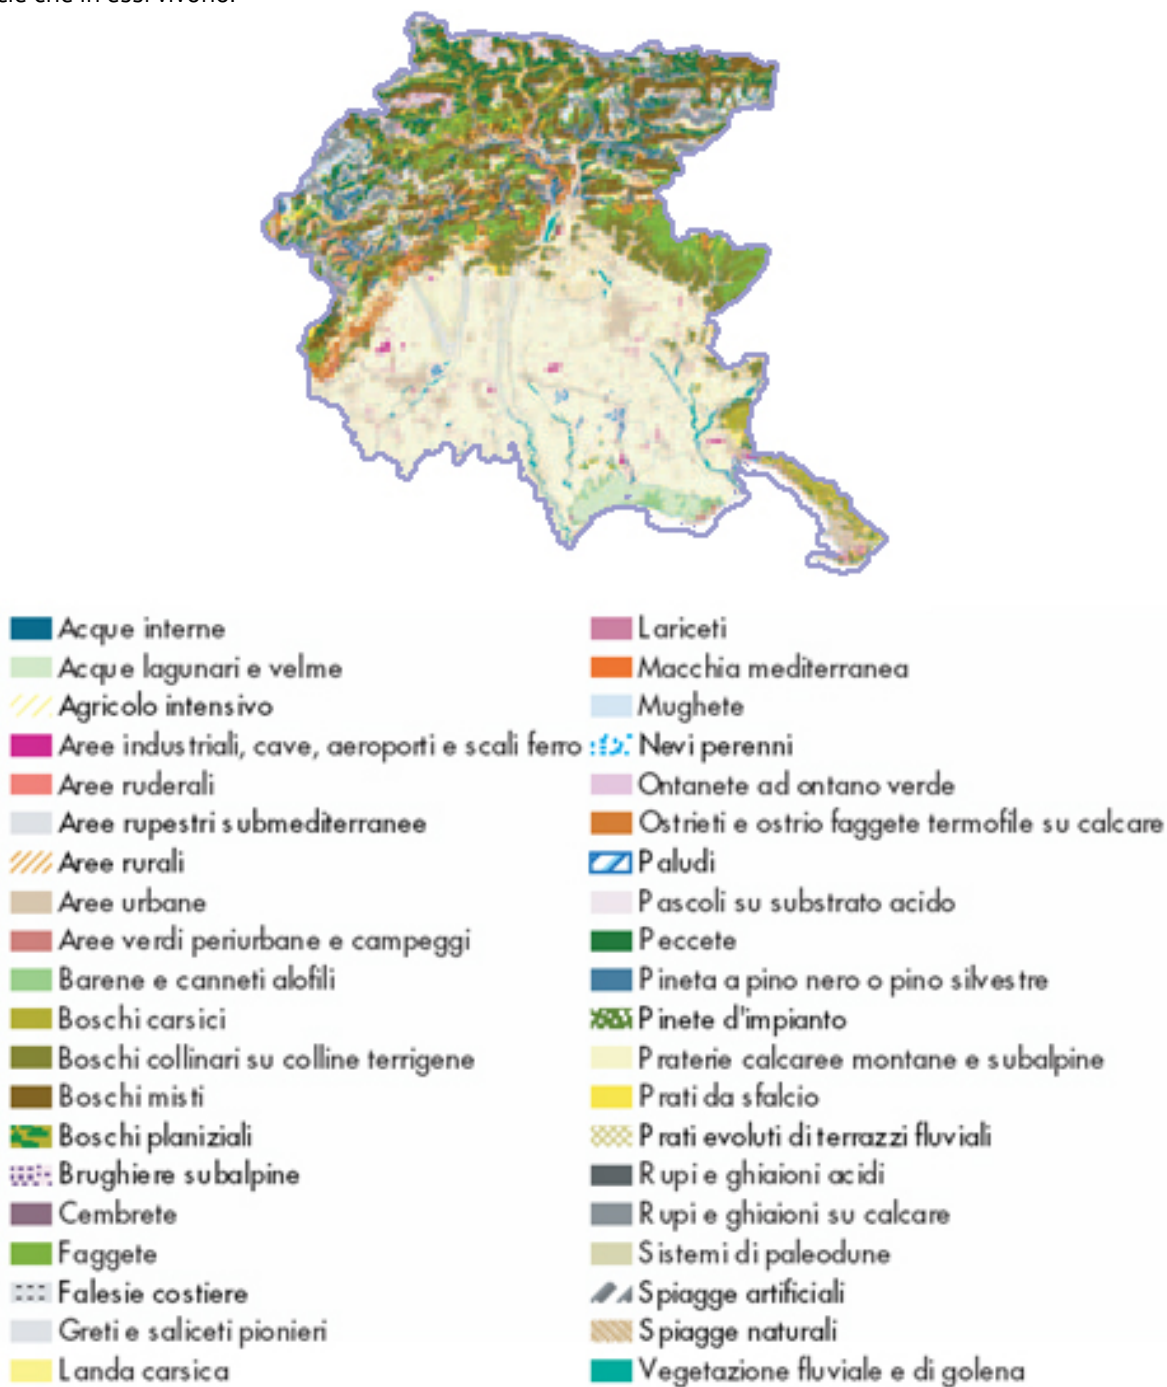 cie che in essi vivono.
Acque interne
Acque lagunari e velme
Agricolo intensivo
Aree industriali, cave, aeroporti e scali ferro
Aree ruderali
Aree rupestri submediterranee
Aree rurali
Aree urbane
Aree verdi periurbane e campeggi
Barene e canneti alofili
Boschi carsici
Boschi collinari su colline terrigene
Boschi misti
Boschi planiziali
Brughiere subalpine
Cembrete
Faggete
Falesie costiere
Greti e saliceti pionieri
Landa carsica
Lariceti
Macchia mediterranea
Mughete
Nevi perenni
Ontanete ad ontano verde
Ostrieti e ostrio faggete termofile su calcare
Paludi
Pascoli su substrato acido
Peccete
Pineta a pino nero o pino silvestre
Pinete d'impianto
Praterie calcaree montane e subalpine
Prati da sfalcio
Prati evoluti di terrazzi fluviali
Rupi e ghiaioni acidi
Rupi e ghiaioni su calcare
Sistemi di paleodune
Spiagge artificiali
Spiagge naturali
Vegetazione fluviale e di golena